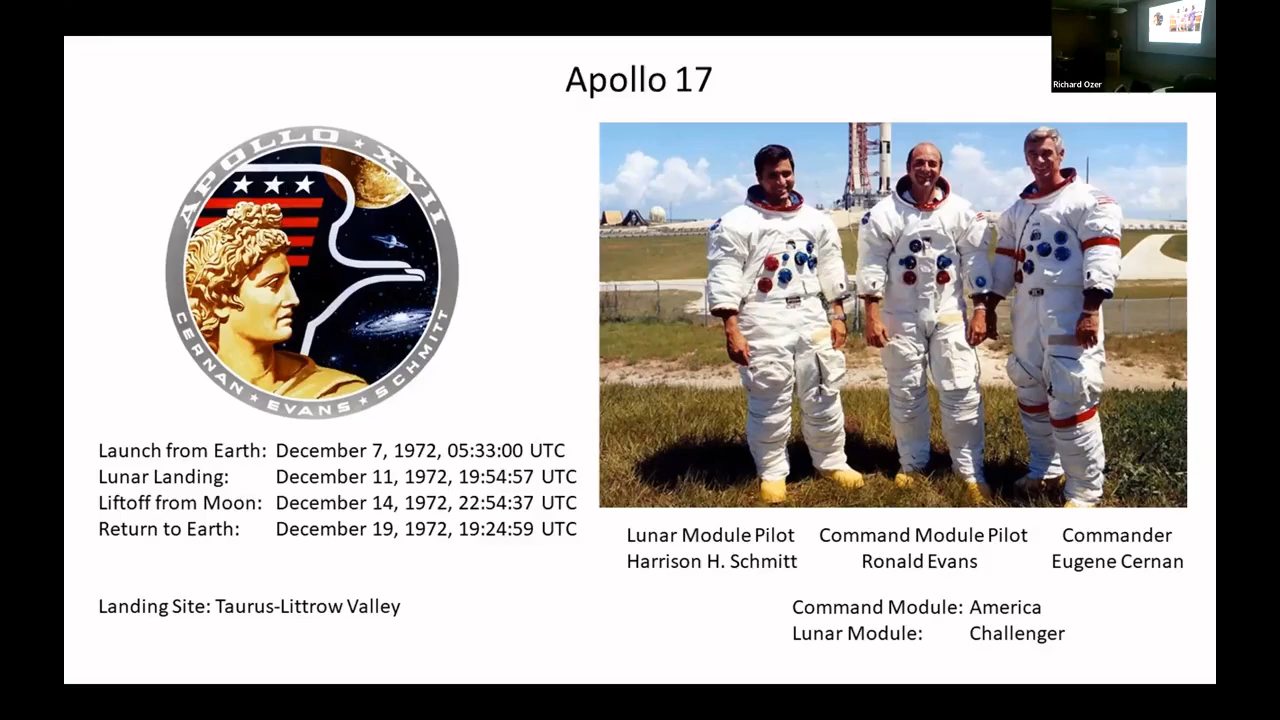 Apollo 17
Richard Ozer
APOLLO ★ XVII
CERNAN ★ EVANS ★ SCHMITT
Launch from Earth: December 7, 1972, 05:33:00 UTC
Lunar Landing: December 11, 1972, 19:54:57 UTC
Liftoff from Moon: December 14, 1972, 22:54:37 UTC
Return to Earth: December 19, 1972, 19:24:59 UTC
Landing Site: Taurus-Littrow Valley
Lunar Module Pilot
Harrison H. Schmitt
Command Module Pilot
Ronald Evans
Commander
Eugene Cernan
Command Module: America
Lunar Module: Challenger